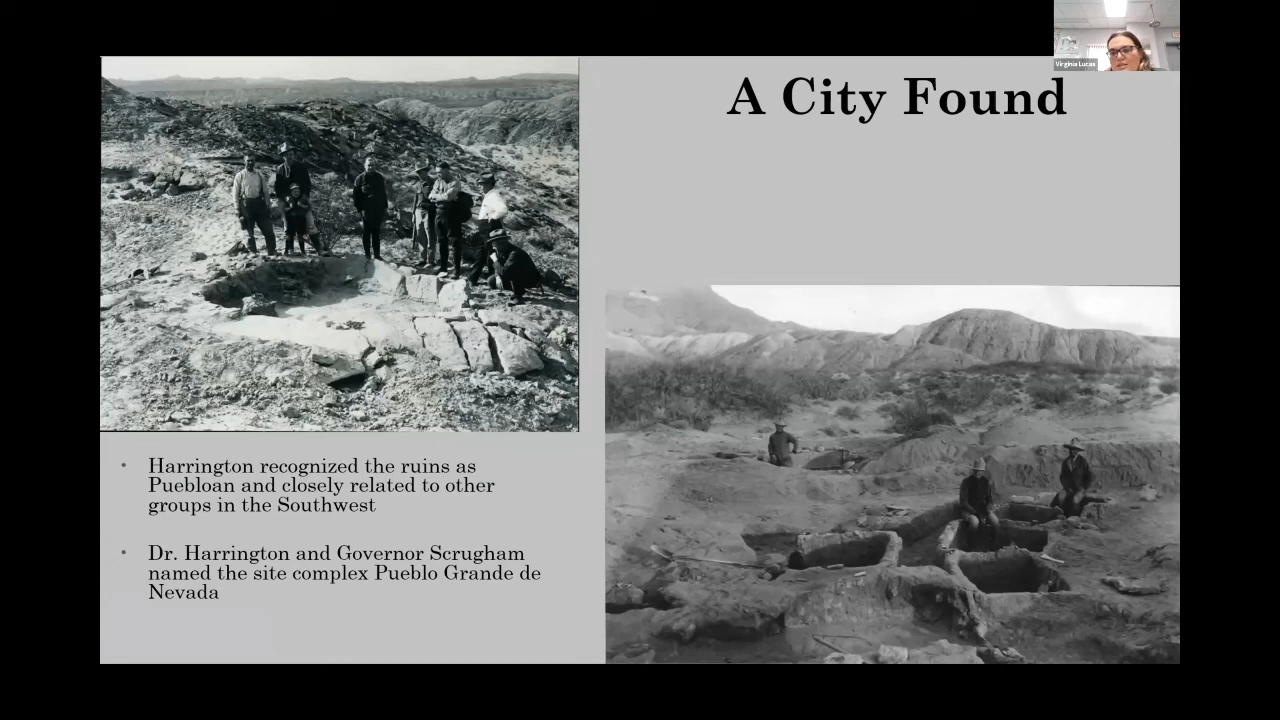 Virginia Lucas
A City Found
Harrington recognized the ruins as
Puebloan and closely related to other
groups in the Southwest
Dr. Harrington and Governor Scrugham
named the site complex Pueblo Grande de
Nevada